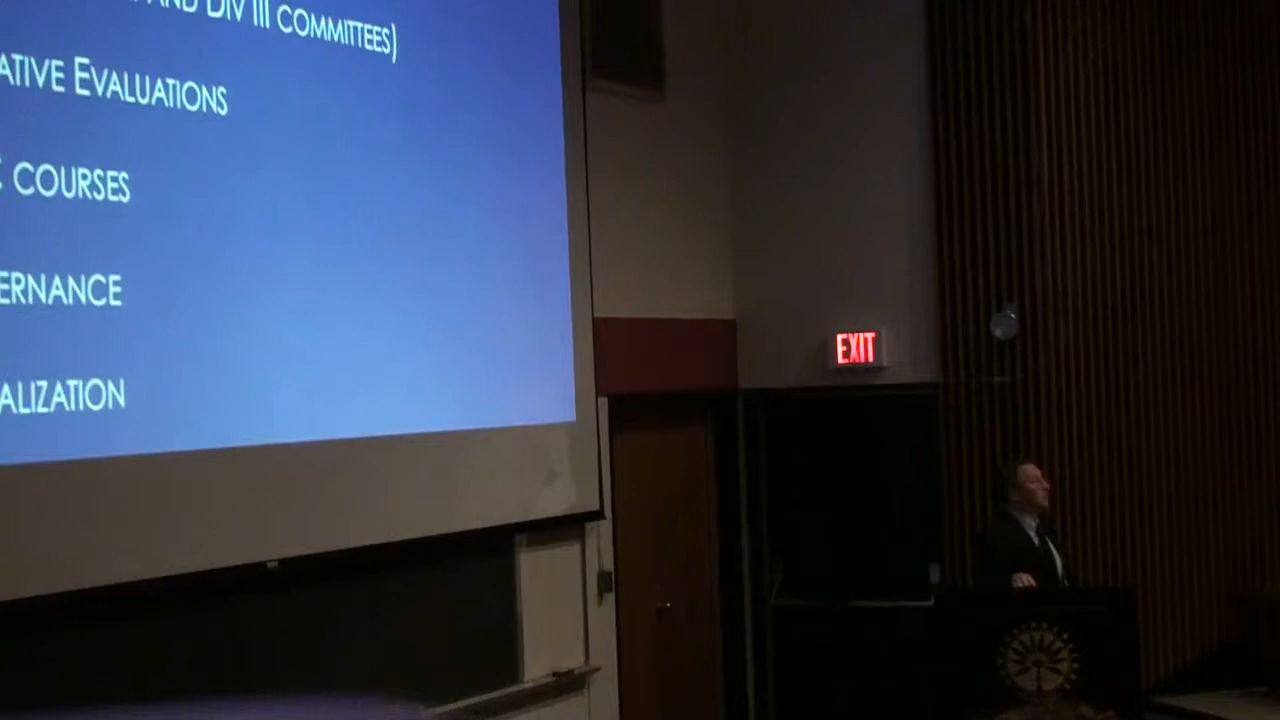 AND DIV III COMMITTEES)
ATIVE EVALUATIONS
COURSES
ERNANCE
ALIZATION
EXIT